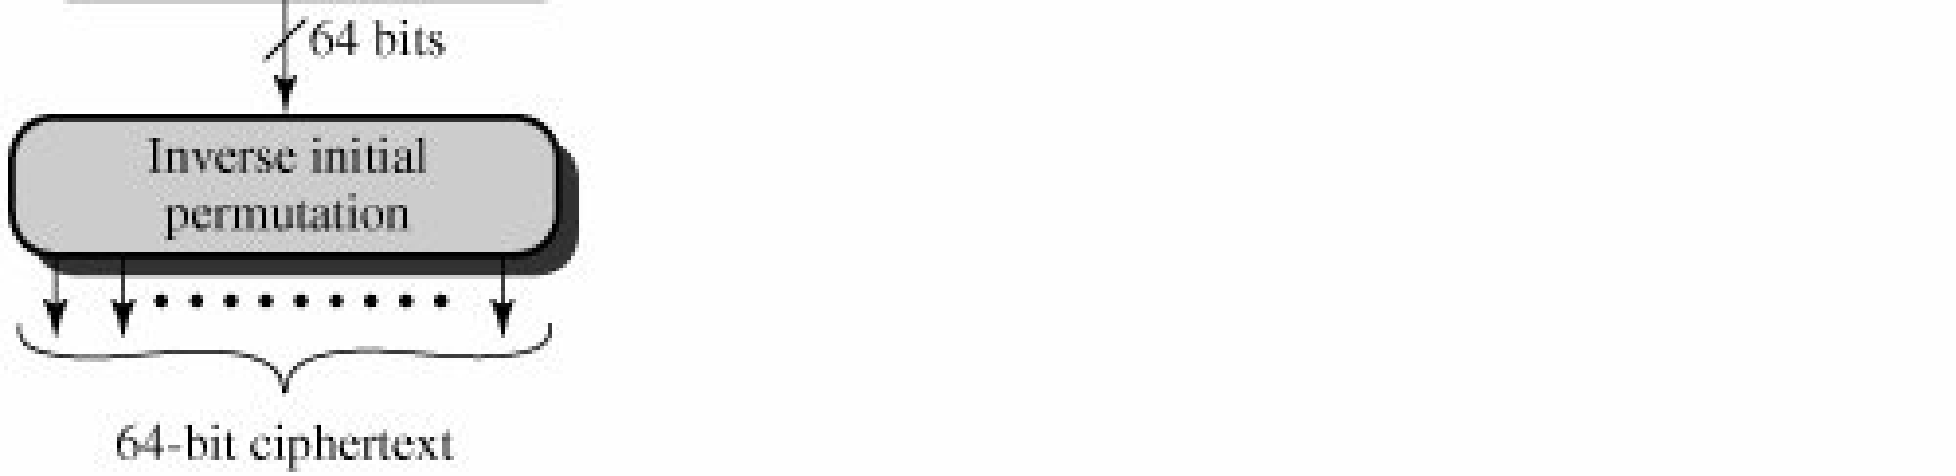 64 bits
Inverse initial
permutation
64-bit ciphertext